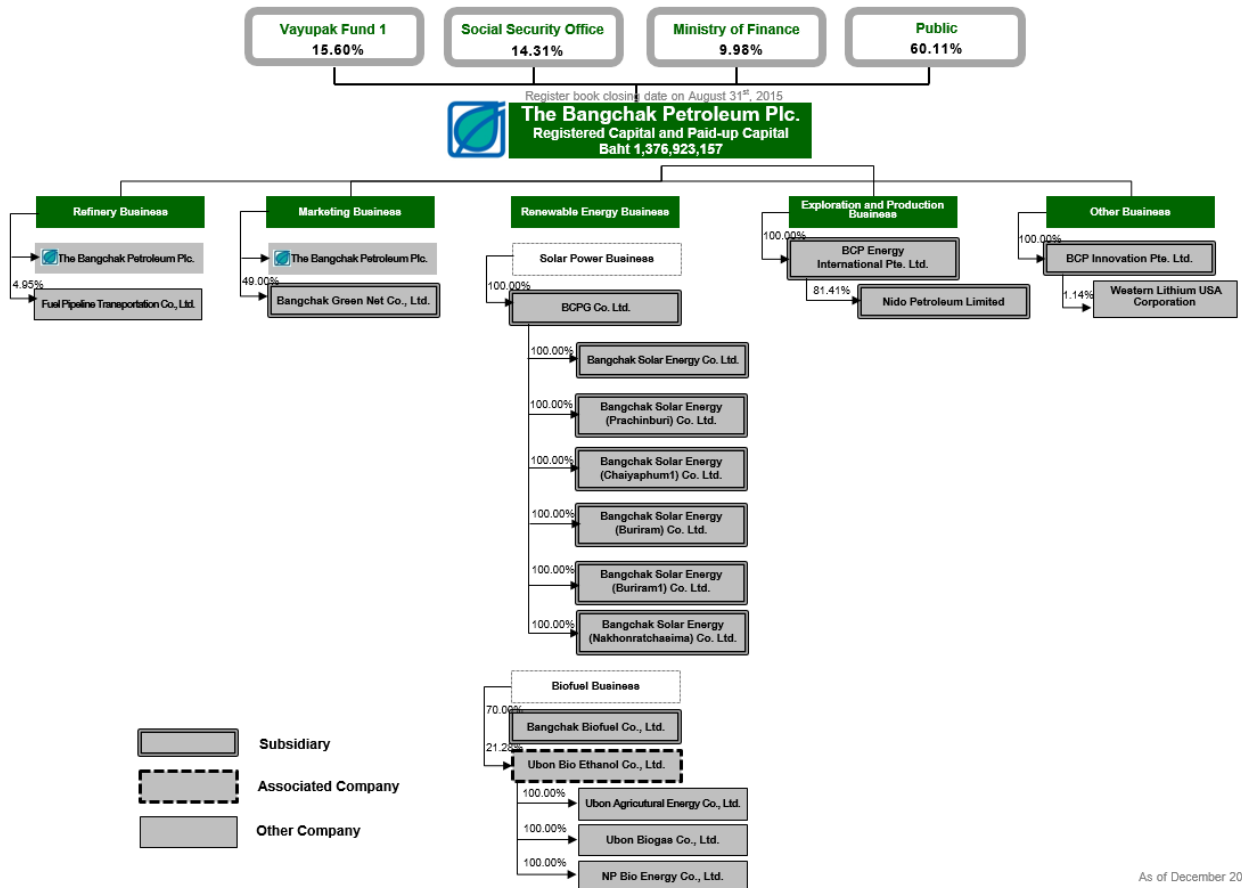 Vayupak Fund 1
15.60%
Social Security Office
14.31%
Ministry of Finance
9.98%
Public
60.11%
Register book closing date on August 31st, 2015
The Bangchak Petroleum Plc.
Registered Capital and Paid-up Capital
Baht 1,376,923,157
Refinery Business
The Bangchak Petroleum Plc.
4.95%
Fuel Pipeline Transportation Co., Ltd.
Marketing Business
The Bangchak Petroleum Plc.
49.00%
Bangchak Green Net Co., Ltd.
Renewable Energy Business
Solar Power Business
100.00%
BCPG Co. Ltd.
100.00%
Bangchak Solar Energy Co. Ltd.
100.00%
Bangchak Solar Energy
(Prachinburi) Co. Ltd.
100.00%
Bangchak Solar Energy
(Chaiyaphum1) Co. Ltd.
100.00%
Bangchak Solar Energy
(Buriram) Co. Ltd.
100.00%
Bangchak Solar Energy
(Buriram1) Co. Ltd.
100.00%
Bangchak Solar Energy
(Nakhonratchasima) Co. Ltd.
Biofuel Business
70.00%
Bangchak Biofuel Co., Ltd.
21.28%
Ubon Bio Ethanol Co., Ltd.
100.00%
Ubon Agricutural Energy Co., Ltd.
100.00%
Ubon Biogas Co., Ltd.
100.00%
NP Bio Energy Co., Ltd.
Exploration and Production
Business
100.00%
BCP Energy
International Pte. Ltd.
81.41%
Nido Petroleum Limited
Other Business
100.00%
BCP Innovation Pte. Ltd.
1.14%
Western Lithium USA
Corporation
Subsidiary
Associated Company
Other Company
As of December 20